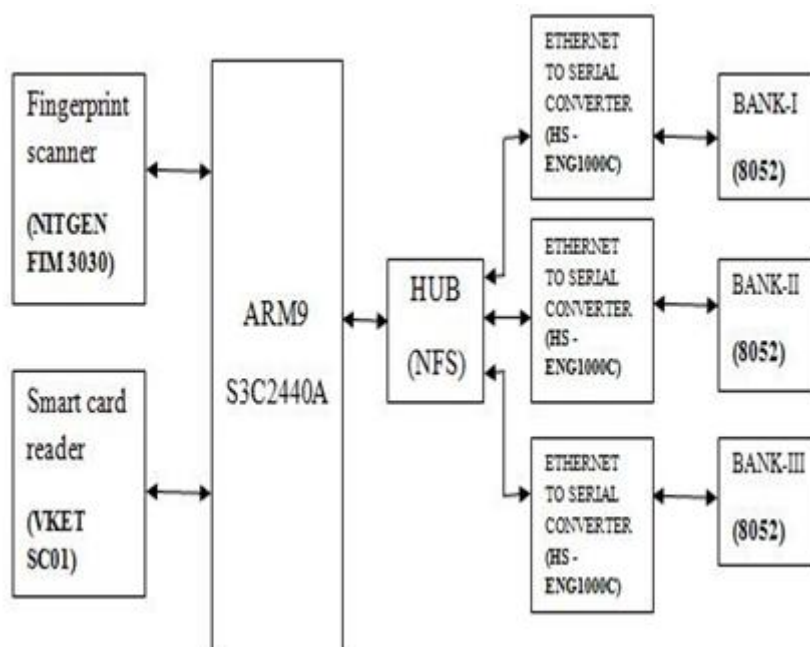 Fingerprint
scanner
(NITGEN
FIM 3030)
Smart card
reader
(VKET
SC01)
ARM9
S3C2440A
HUB
(NFS)
ETHERNET
TO SERIAL
CONVERTER
(HS -
ENG1000C)
BANK-I
(8052)
ETHERNET
TO SERIAL
CONVERTER
(HS -
ENG1000C)
BANK-II
(8052)
ETHERNET
TO SERIAL
CONVERTER
(HS -
ENG1000C)
BANK-III
(8052)